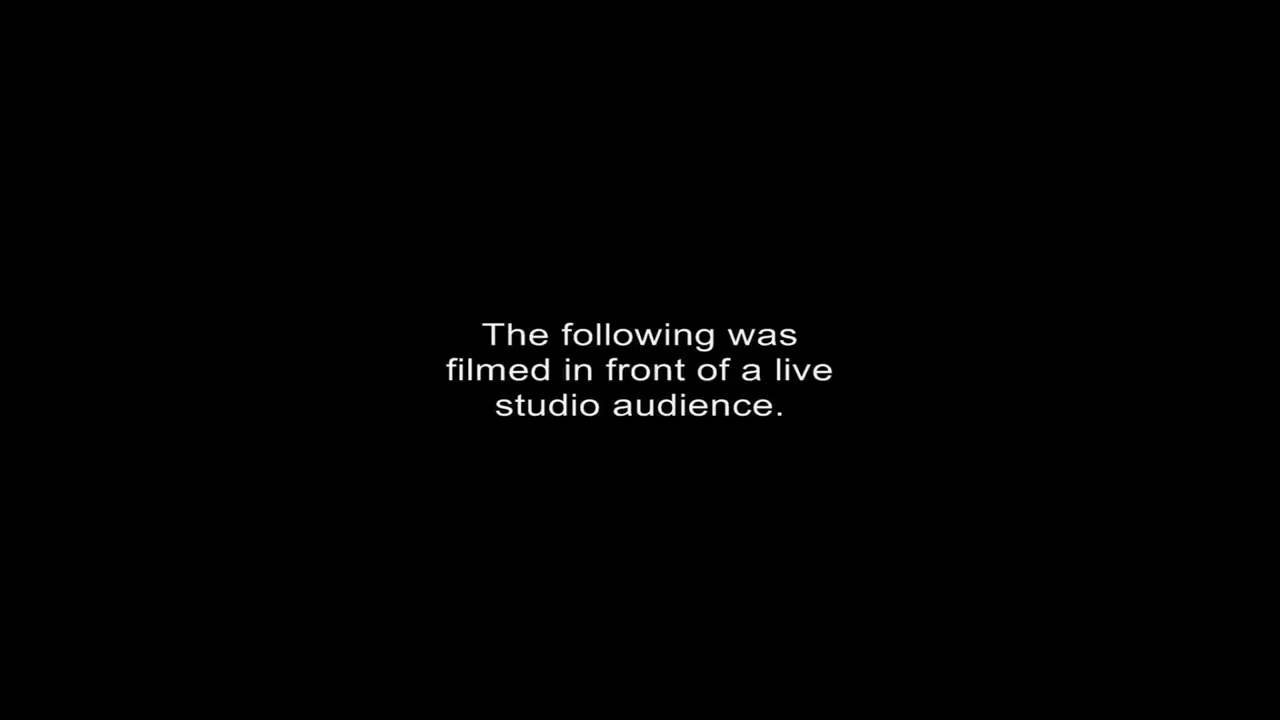 The following was
filmed in front of a live
studio audience.